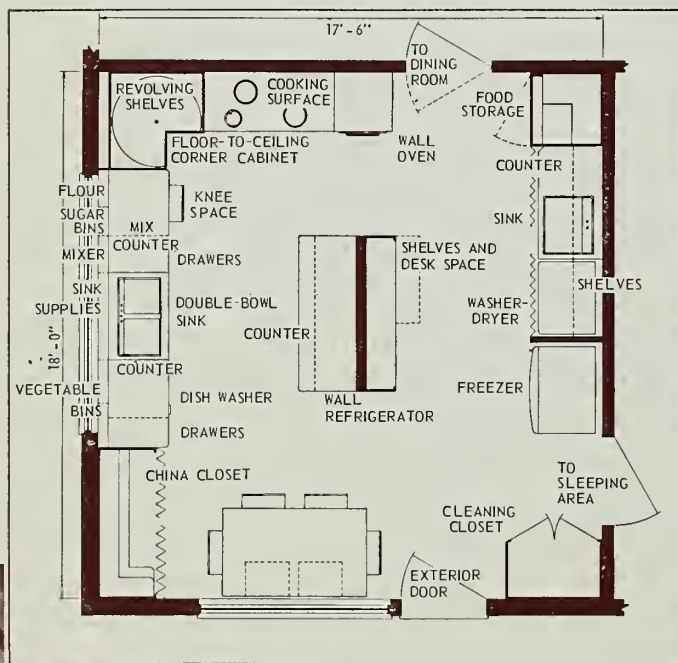 17'-6"
TO
DINING
ROOM
REVOLVING
SHELVES
COOKING
SURFACE
FOOD
STORAGE
FLOOR-TO-CEILING
CORNER CABINET
WALL
OVEN
COUNTER
FLOUR
SUGAR
BINS
KNEE
SPACE
MIX
COUNTER
MIXER
DRAWERS
SINK
SHELVES AND
DESK SPACE
SINK
SUPPLIES
DOUBLE-BOWL
SINK
SHELVES
WASHER-
DRYER
COUNTER
18'-0"
COUNTER
VEGETABLE
BINS
DISH WASHER
WALL
REFRIGERATOR
FREEZER
DRAWERS
CHINA CLOSET
TO
SLEEPING
AREA
CLEANING
CLOSET
EXTERIOR
DOOR